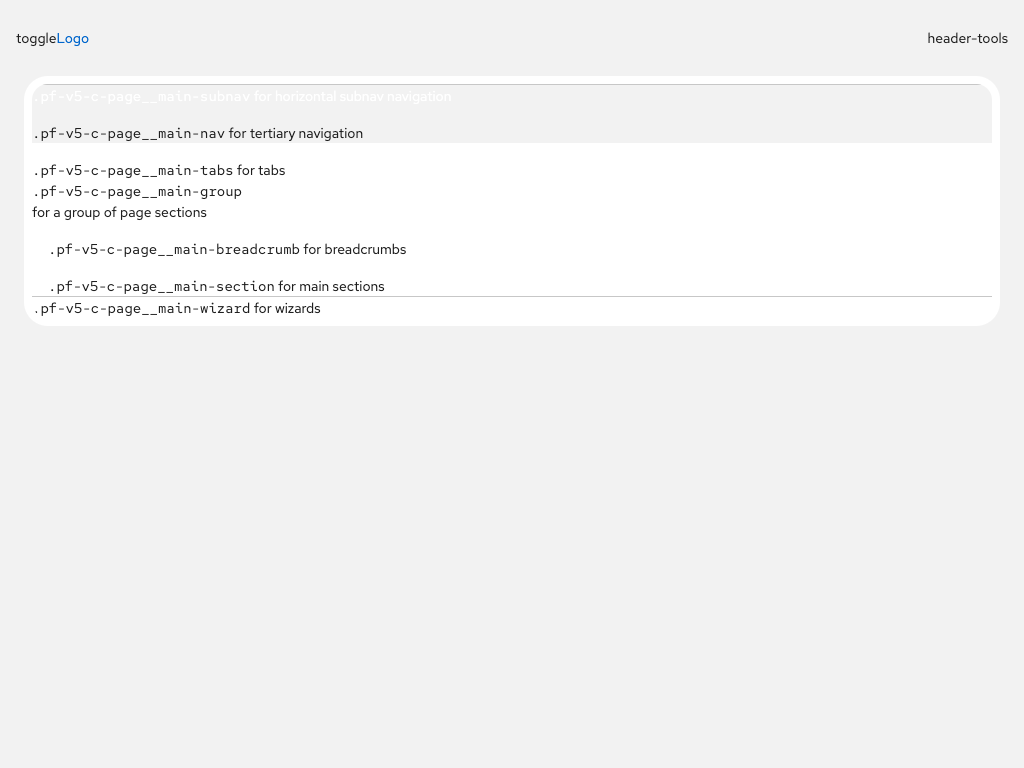 toggleLogo
header-tools
.pf-v5-c-page__main-subnav for horizontal subnav navigation
.pf-v5-c-page__main-nav for tertiary navigation
.pf-v5-c-page__main-tabs for tabs
.pf-v5-c-page__main-group
for a group of page sections
.pf-v5-c-page__main-breadcrumb for breadcrumbs
.pf-v5-c-page__main-section for main sections
.pf-v5-c-page__main-wizard for wizards